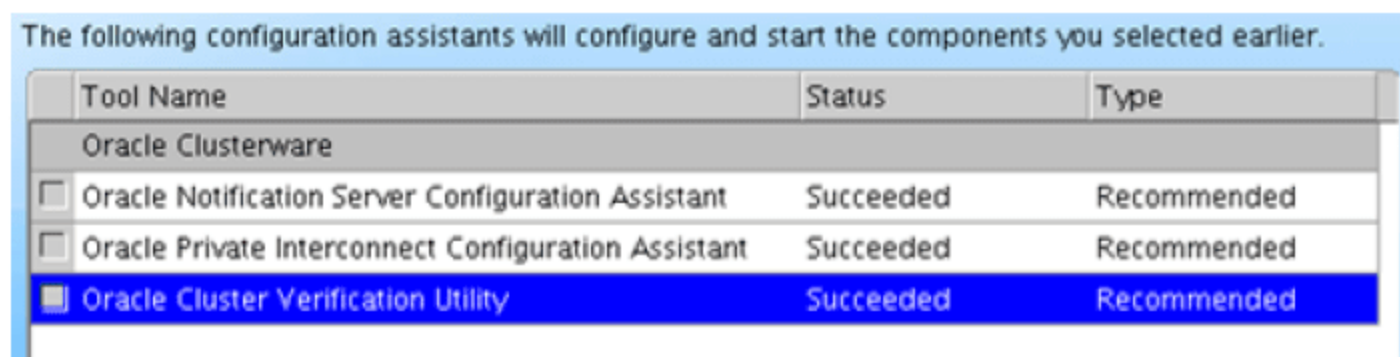 The following configuration assistants will configure and start the components you selected earlier.
Tool Name Status Type
Oracle Clusterware
Oracle Notification Server Configuration Assistant Succeeded Recommended
Oracle Private Interconnect Configuration Assistant Succeeded Recommended
Oracle Cluster Verification Utility Succeeded Recommended